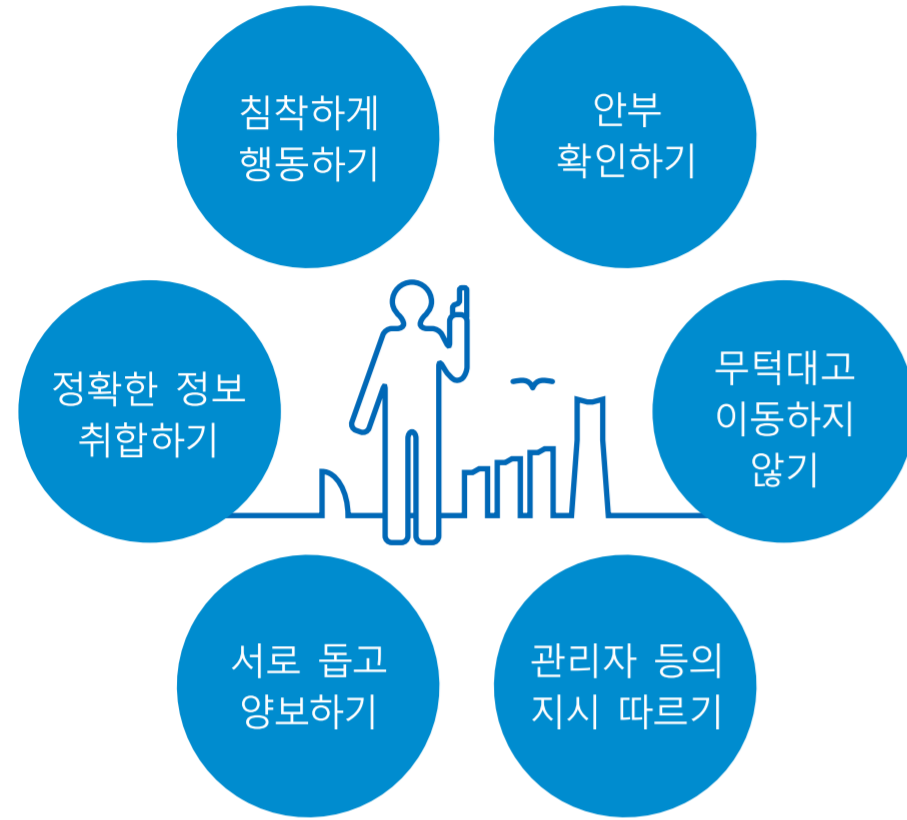 침착하게
행동하기
안부
확인하기
정확한 정보
취합하기
무턱대고
이동하지
않기
서로 돕고
양보하기
관리자 등의
지시 따르기